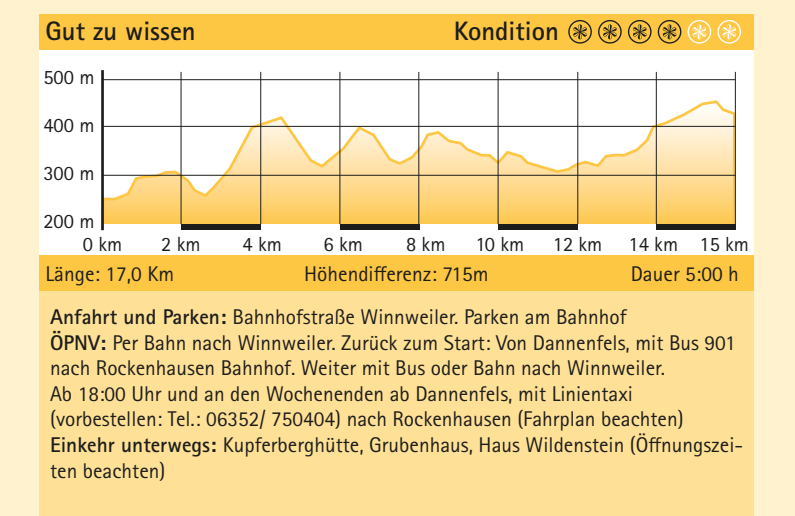 Gut zu wissen Kondition
500 m
400 m
300 m
200 m
0 km 2 km 4 km 6 km 8 km 10 km 12 km 14 km 15 km
Länge: 17,0 Km Höhendifferenz: 715m Dauer 5:00 h
Anfahrt und Parken: Bahnhofstraße Winnweiler. Parken am Bahnhof
ÖPNV: Per Bahn nach Winnweiler. Zurück zum Start: Von Dannenfels, mit Bus 901
nach Rockenhausen Bahnhof. Weiter mit Bus oder Bahn nach Winnweiler.
Ab 18:00 Uhr und an den Wochenenden ab Dannenfels, mit Linientaxi
(vorbestellen: Tel.: 06352/ 750404) nach Rockenhausen (Fahrplan beachten)
Einkehr unterwegs: Kupferberghütte, Grubenhaus, Haus Wildenstein (Öffnungszei-
ten beachten)